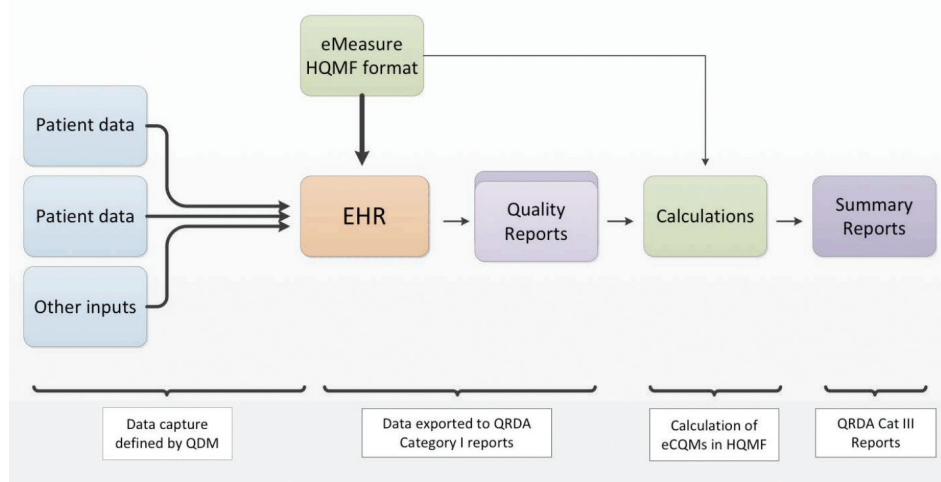 eMeasure
HQMF format
Patient data
Patient data
Other inputs
EHR
Quality
Reports
Calculations
Summary
Reports
Data capture
defined by QDM
Data exported to QRDA
Category I reports
Calculation of
eCQMs in HQMF
QRDA Cat III
Reports